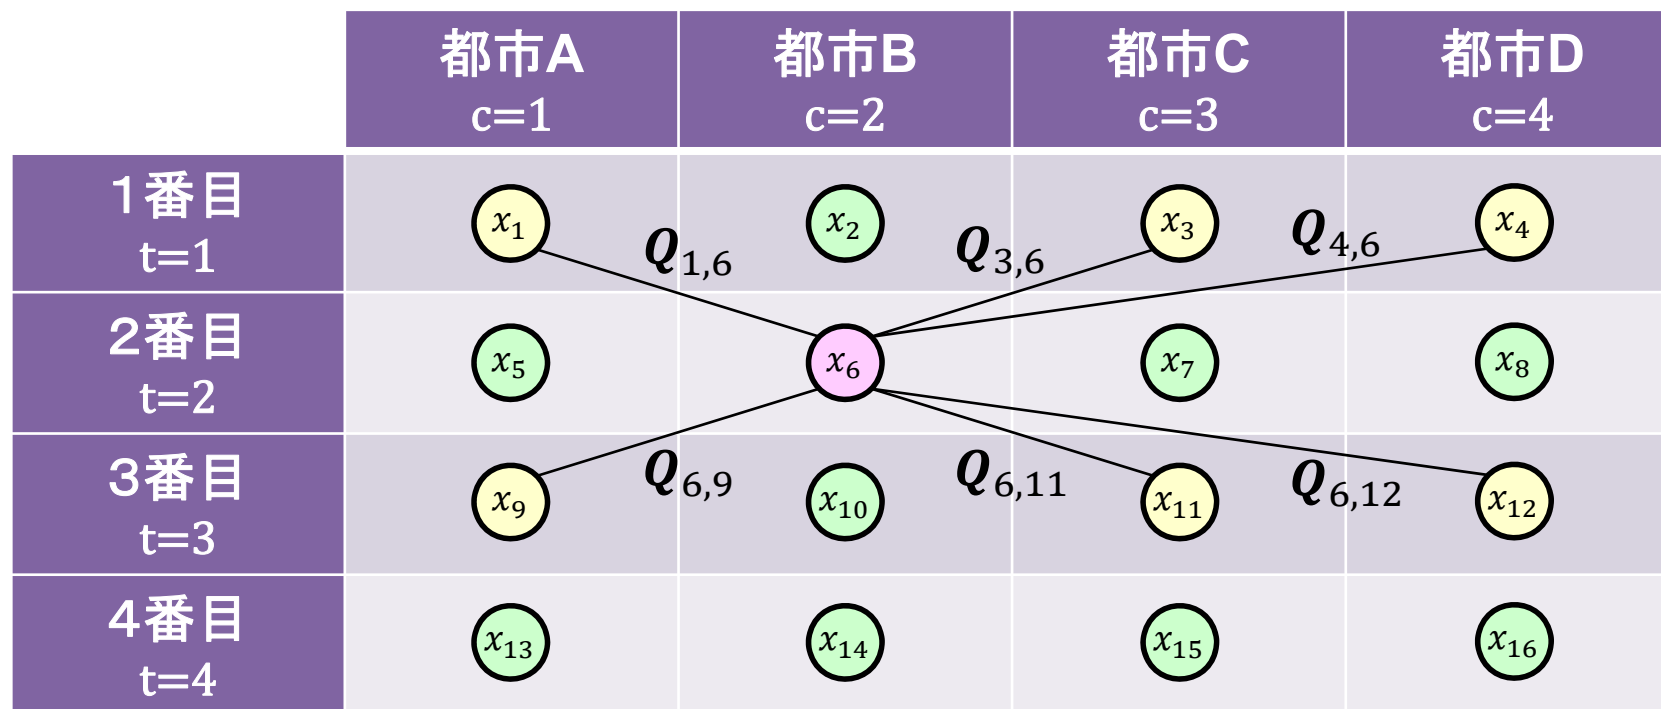 都市A
c=1
都市B
c=2
都市C
c=3
都市D
c=4
1番目
t=1
x₁
Q₁,₆
x₂
Q₃,₆
x₃
Q₄,₆
x₄
2番目
t=2
x₅
x₆
x₇
x₈
3番目
t=3
x₉
Q₆,₉
x₁₀
Q₆,₁₁
x₁₁
Q₆,₁₂
x₁₂
4番目
t=4
x₁₃
x₁₄
x₁₅
x₁₆